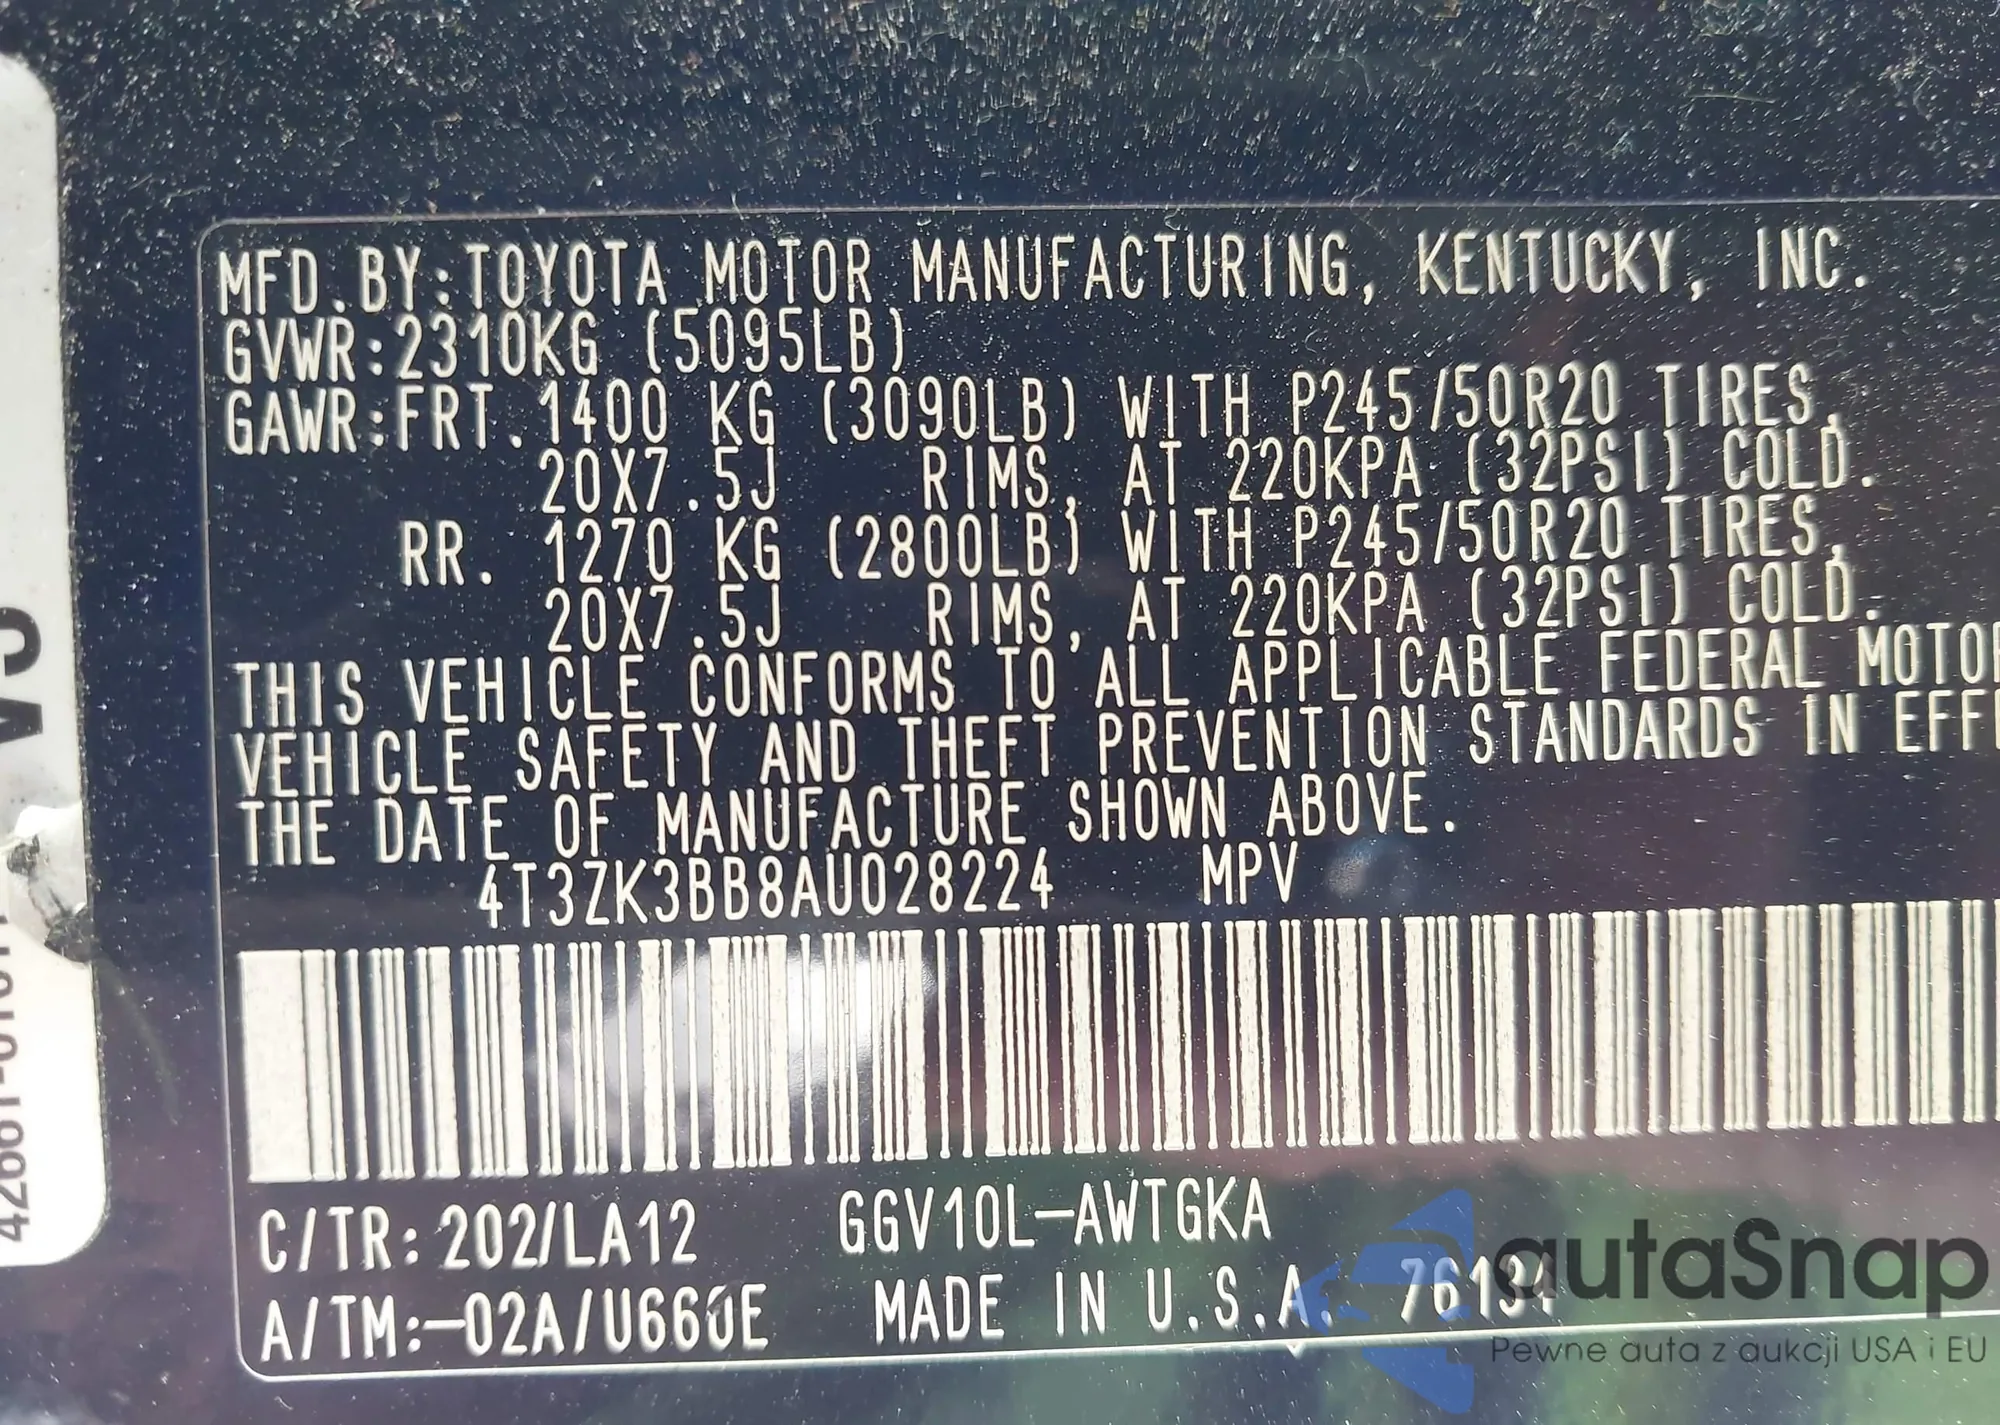 MFD.BY:TOYOTA MOTOR MANUFACTURING, KENTUCKY, INC.
GVWR:2310KG (5095LB)
GAWR:FRT.1400 KG (3090LB) WITH P245/50R20 TIRES,
20X7.5J RIMS, AT 220KPA (32PSI) COLD.
RR. 1270 KG (2800LB) WITH P245/50R20 TIRES,
20X7.5J RIMS, AT 220KPA (32PSI) COLD.
THIS VEHICLE CONFORMS TO ALL APPLICABLE FEDERAL MOTOR
VEHICLE SAFETY AND THEFT PREVENTION STANDARDS IN EFFE
THE DATE OF MANUFACTURE SHOWN ABOVE.
4T3ZK3BB8AU028224 MPV
C/TR:202/LA12 GGV10L-AWTGKA
A/TM:-02A/U660E MADE IN U.S.A. 76134
autaSnap
Pewne auta z aukcji USA i EU